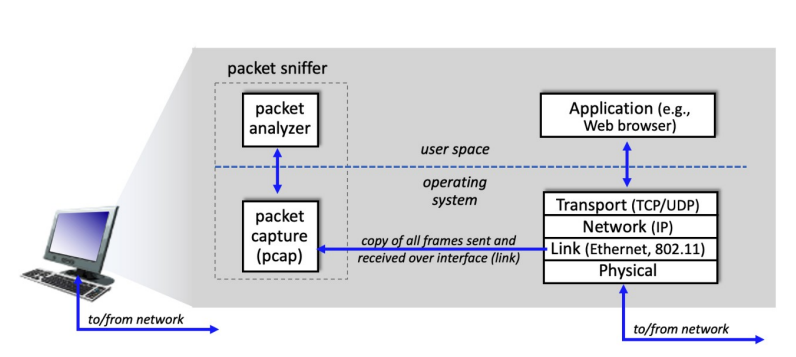 packet sniffer
packet
analyzer
Application (e.g.,
Web browser)
user space
operating
system
packet
capture
(pcap)
copy of all frames sent and
received over interface (link)
Transport (TCP/UDP)
Network (IP)
Link (Ethernet, 802.11)
Physical
to/from network
to/from network